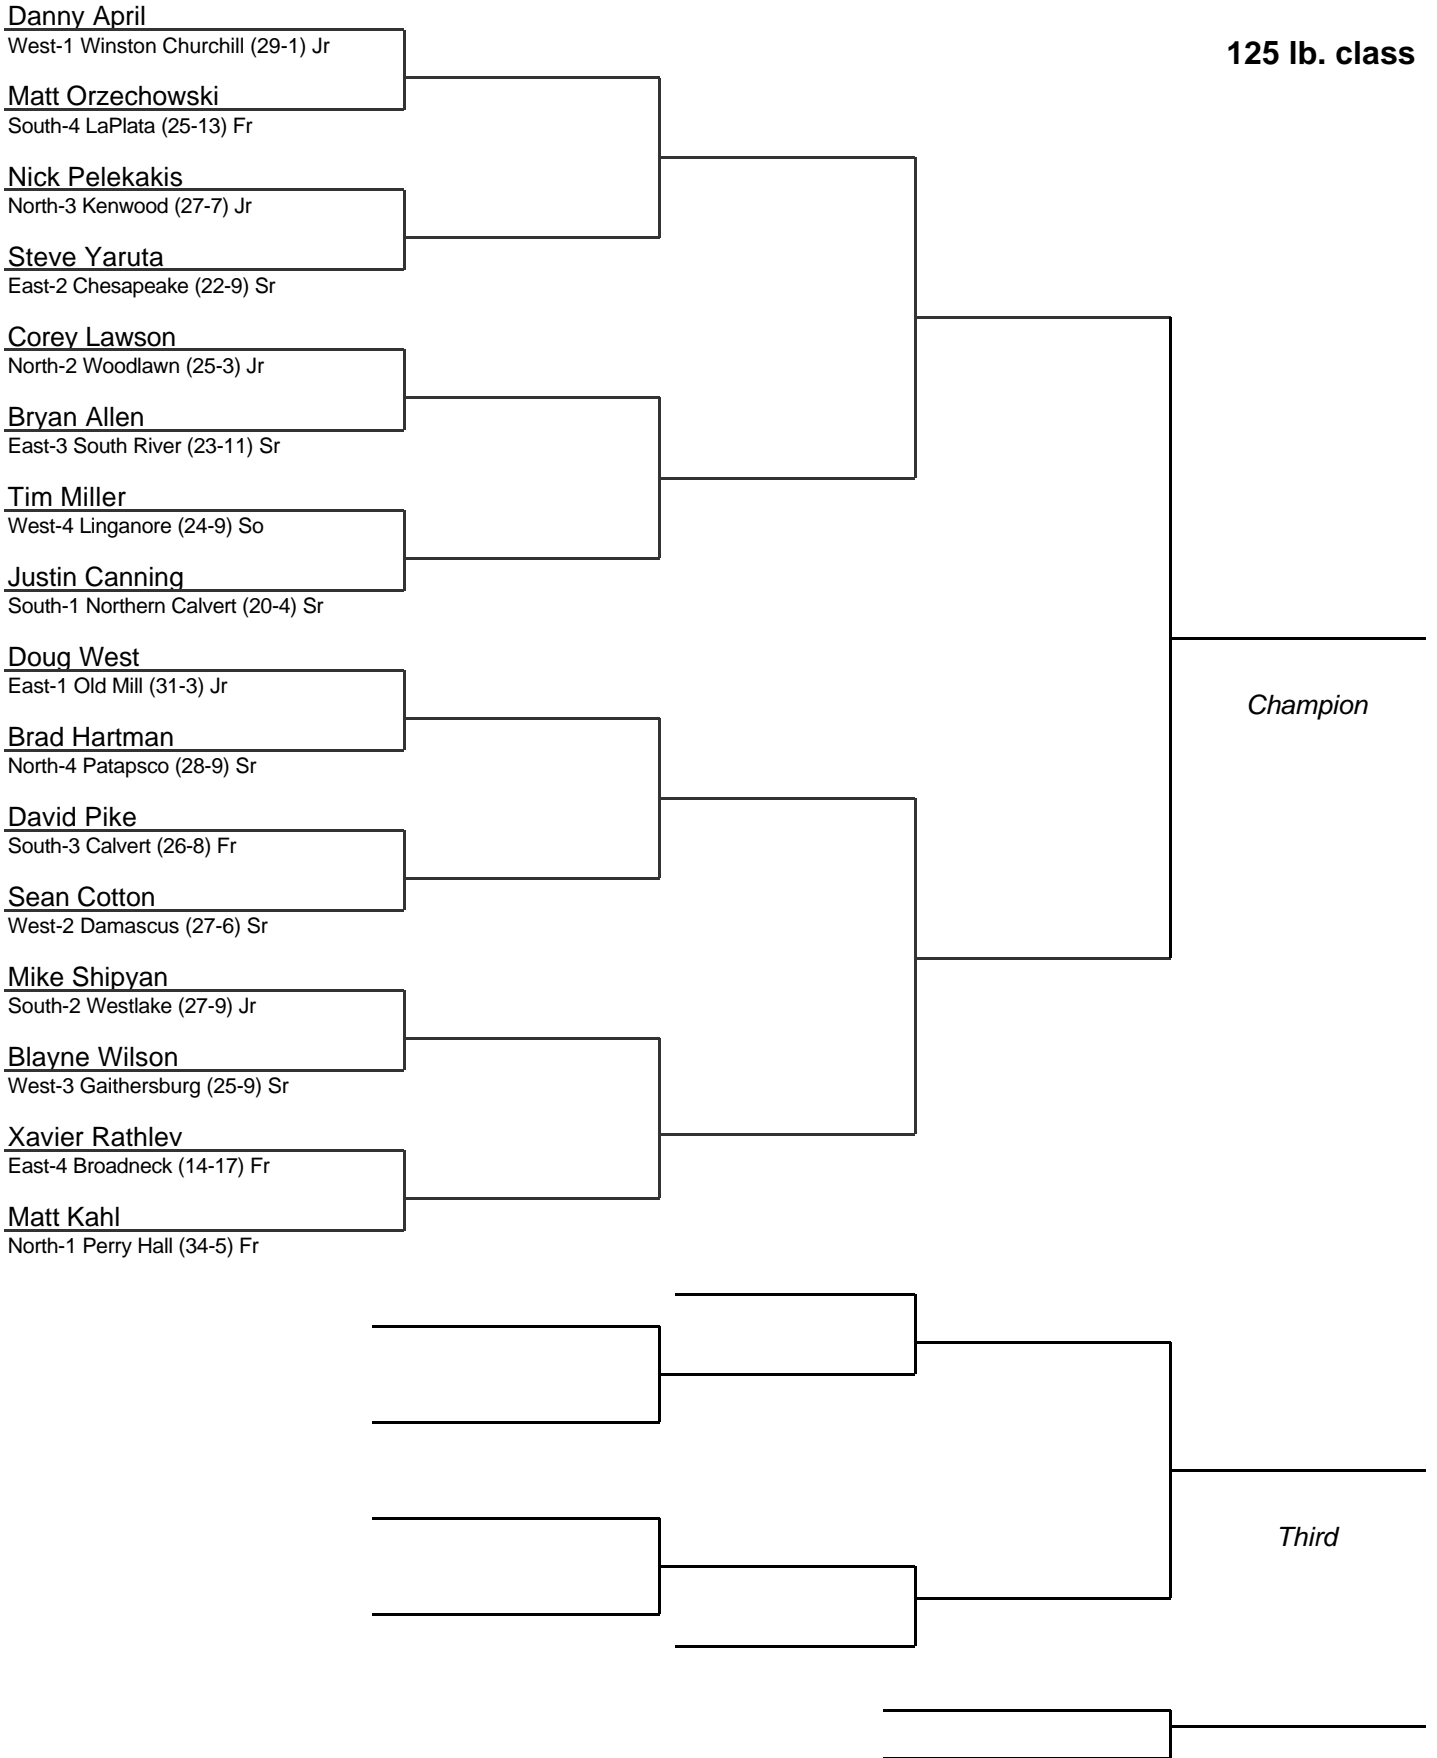 Danny April
West-1 Winston Churchill (29-1) Jr
125 lb. class
Matt Orzechowski
South-4 LaPlata (25-13) Fr
Nick Pelekakis
North-3 Kenwood (27-7) Jr
Steve Yaruta
East-2 Chesapeake (22-9) Sr
Corey Lawson
North-2 Woodlawn (25-3) Jr
Bryan Allen
East-3 South River (23-11) Sr
Tim Miller
West-4 Linganore (24-9) So
Justin Canning
South-1 Northern Calvert (20-4) Sr
Doug West
East-1 Old Mill (31-3) Jr
Champion
Brad Hartman
North-4 Patapsco (28-9) Sr
David Pike
South-3 Calvert (26-8) Fr
Sean Cotton
West-2 Damascus (27-6) Sr
Mike Shipyan
South-2 Westlake (27-9) Jr
Blayne Wilson
West-3 Gaithersburg (25-9) Sr
Xavier Rathlev
East-4 Broadneck (14-17) Fr
Matt Kahl
North-1 Perry Hall (34-5) Fr
Third